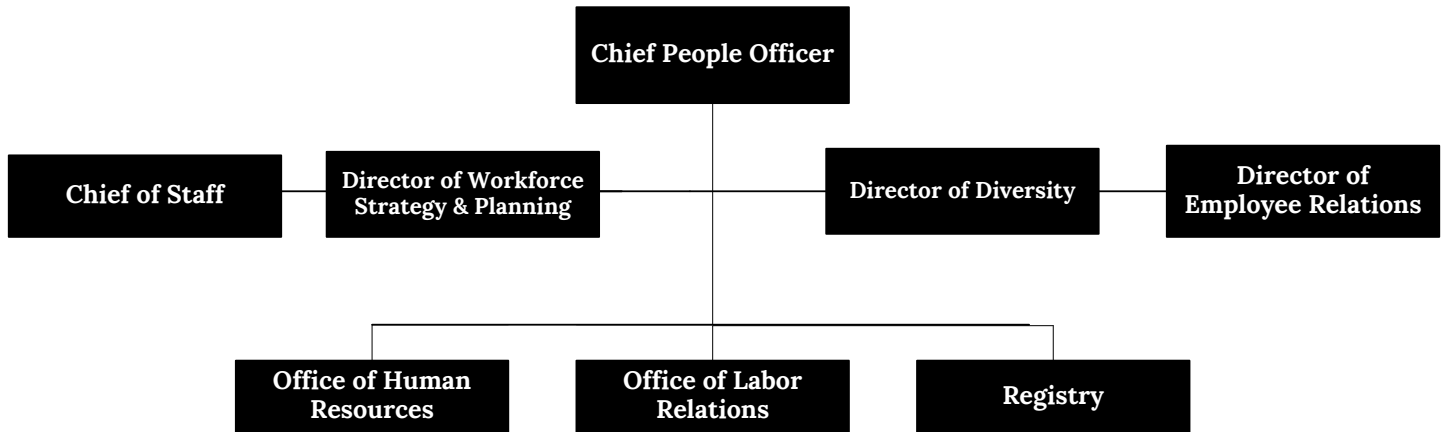 Chief People Officer
Chief of Staff
Director of Workforce
Strategy & Planning
Director of Diversity
Director of
Employee Relations
Office of Human
Resources
Office of Labor
Relations
Registry